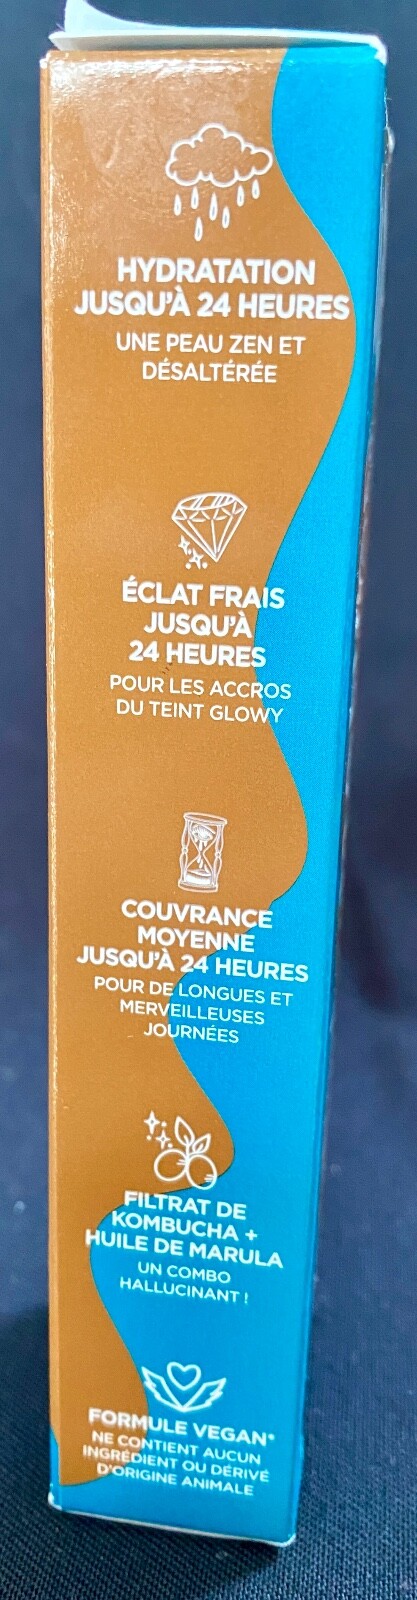 HYDRATATION
JUSQU'À 24 HEURES
UNE PEAU ZEN ET
DÉSALTÉRÉE
ÉCLAT FRAIS
JUSQU'À
24 HEURES
POUR LES ACCROS
DU TEINT GLOWY
COUVRANCE
MOYENNE
JUSQU'À 24 HEURES
POUR DE LONGUES ET
MERVEILLEUSES
JOURNÉES
FILTRAT DE
KOMBUCHA +
HUILE DE MARULA
UN COMBO
HALLUCINANT !
FORMULE VEGAN*
NE CONTIENT AUCUN
INGRÉDIENT OU DÉRIVÉ
D'ORIGINE ANIMALE